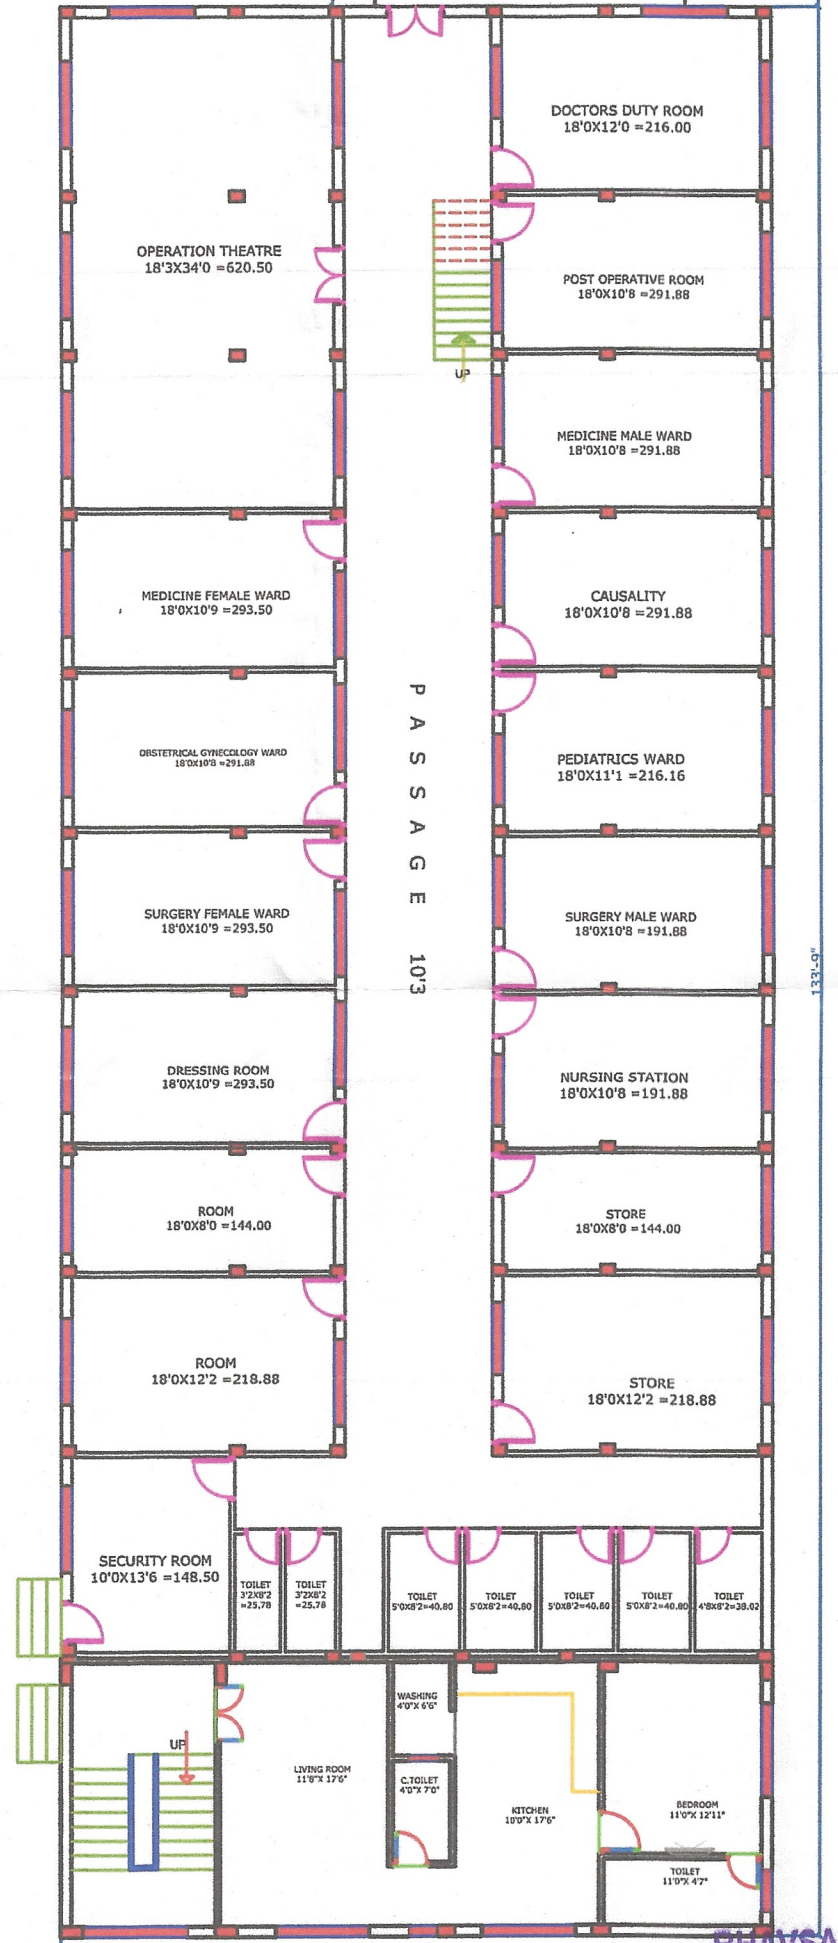 DOCTORS DUTY ROOM
18'0X12'0 =216.00
OPERATION THEATRE
18'3X34'0 =620.50
POST OPERATIVE ROOM
18'0X10'8 =291.88
UP
MEDICINE MALE WARD
18'0X10'8 =291.88
MEDICINE FEMALE WARD
18'0X10'9 =293.50
CAUSALITY
18'0X10'8 =291.88
PASSAGE 10'3
OBSTETRICAL GYNECOLOGY WARD
18'0X10'8 =291.88
PEDIATRICS WARD
18'0X11'1 =216.16
SURGERY FEMALE WARD
18'0X10'9 =293.50
SURGERY MALE WARD
18'0X10'8 =191.88
133'-9"
DRESSING ROOM
18'0X10'9 =293.50
NURSING STATION
18'0X10'8 =191.88
ROOM
18'0X8'0 =144.00
STORE
18'0X8'0 =144.00
ROOM
18'0X12'2 =218.88
STORE
18'0X12'2 =218.88
SECURITY ROOM
10'0X13'6 =148.50
TOILET
3'2X8'2
=25.78
TOILET
3'2X8'2
=25.78
TOILET
5'0X8'2=40.80
TOILET
5'0X8'2=40.80
TOILET
5'0X8'2=40.80
TOILET
5'0X8'2=40.80
TOILET
4'8X8'2=38.02
WASHING
4'0"X 6'6"
UP
LIVING ROOM
11'8"X 17'6"
C.TOILET
4'0"X 7'0"
KITCHEN
10'0"X 17'6"
BEDROOM
11'0"X 12'11"
TOILET
11'0"X 4'7"